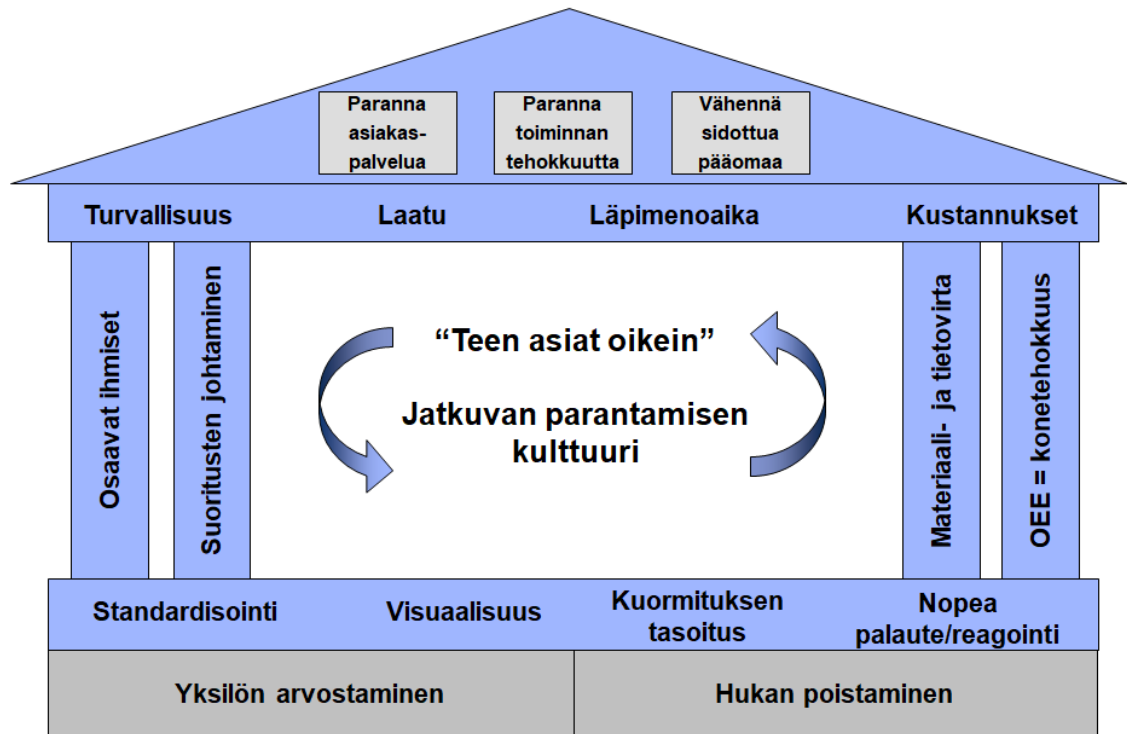 Paranna
asiakas-
palvelua
Paranna
toiminnan
tehokkuutta
Vähennä
sidottua
pääomaa
Turvallisuus
Laatu
Läpimenoaika
Kustannukset
Osaavat ihmiset
Suoritusten johtaminen
“Teen asiat oikein”
Jatkuvan parantamisen
kulttuuri
Materiaali- ja tietovirta
OEE = konetehokkuus
Standardisointi
Visuaalisuus
Kuormituksen
tasoitus
Nopea
palaute/reagointi
Yksilön arvostaminen
Hukan poistaminen